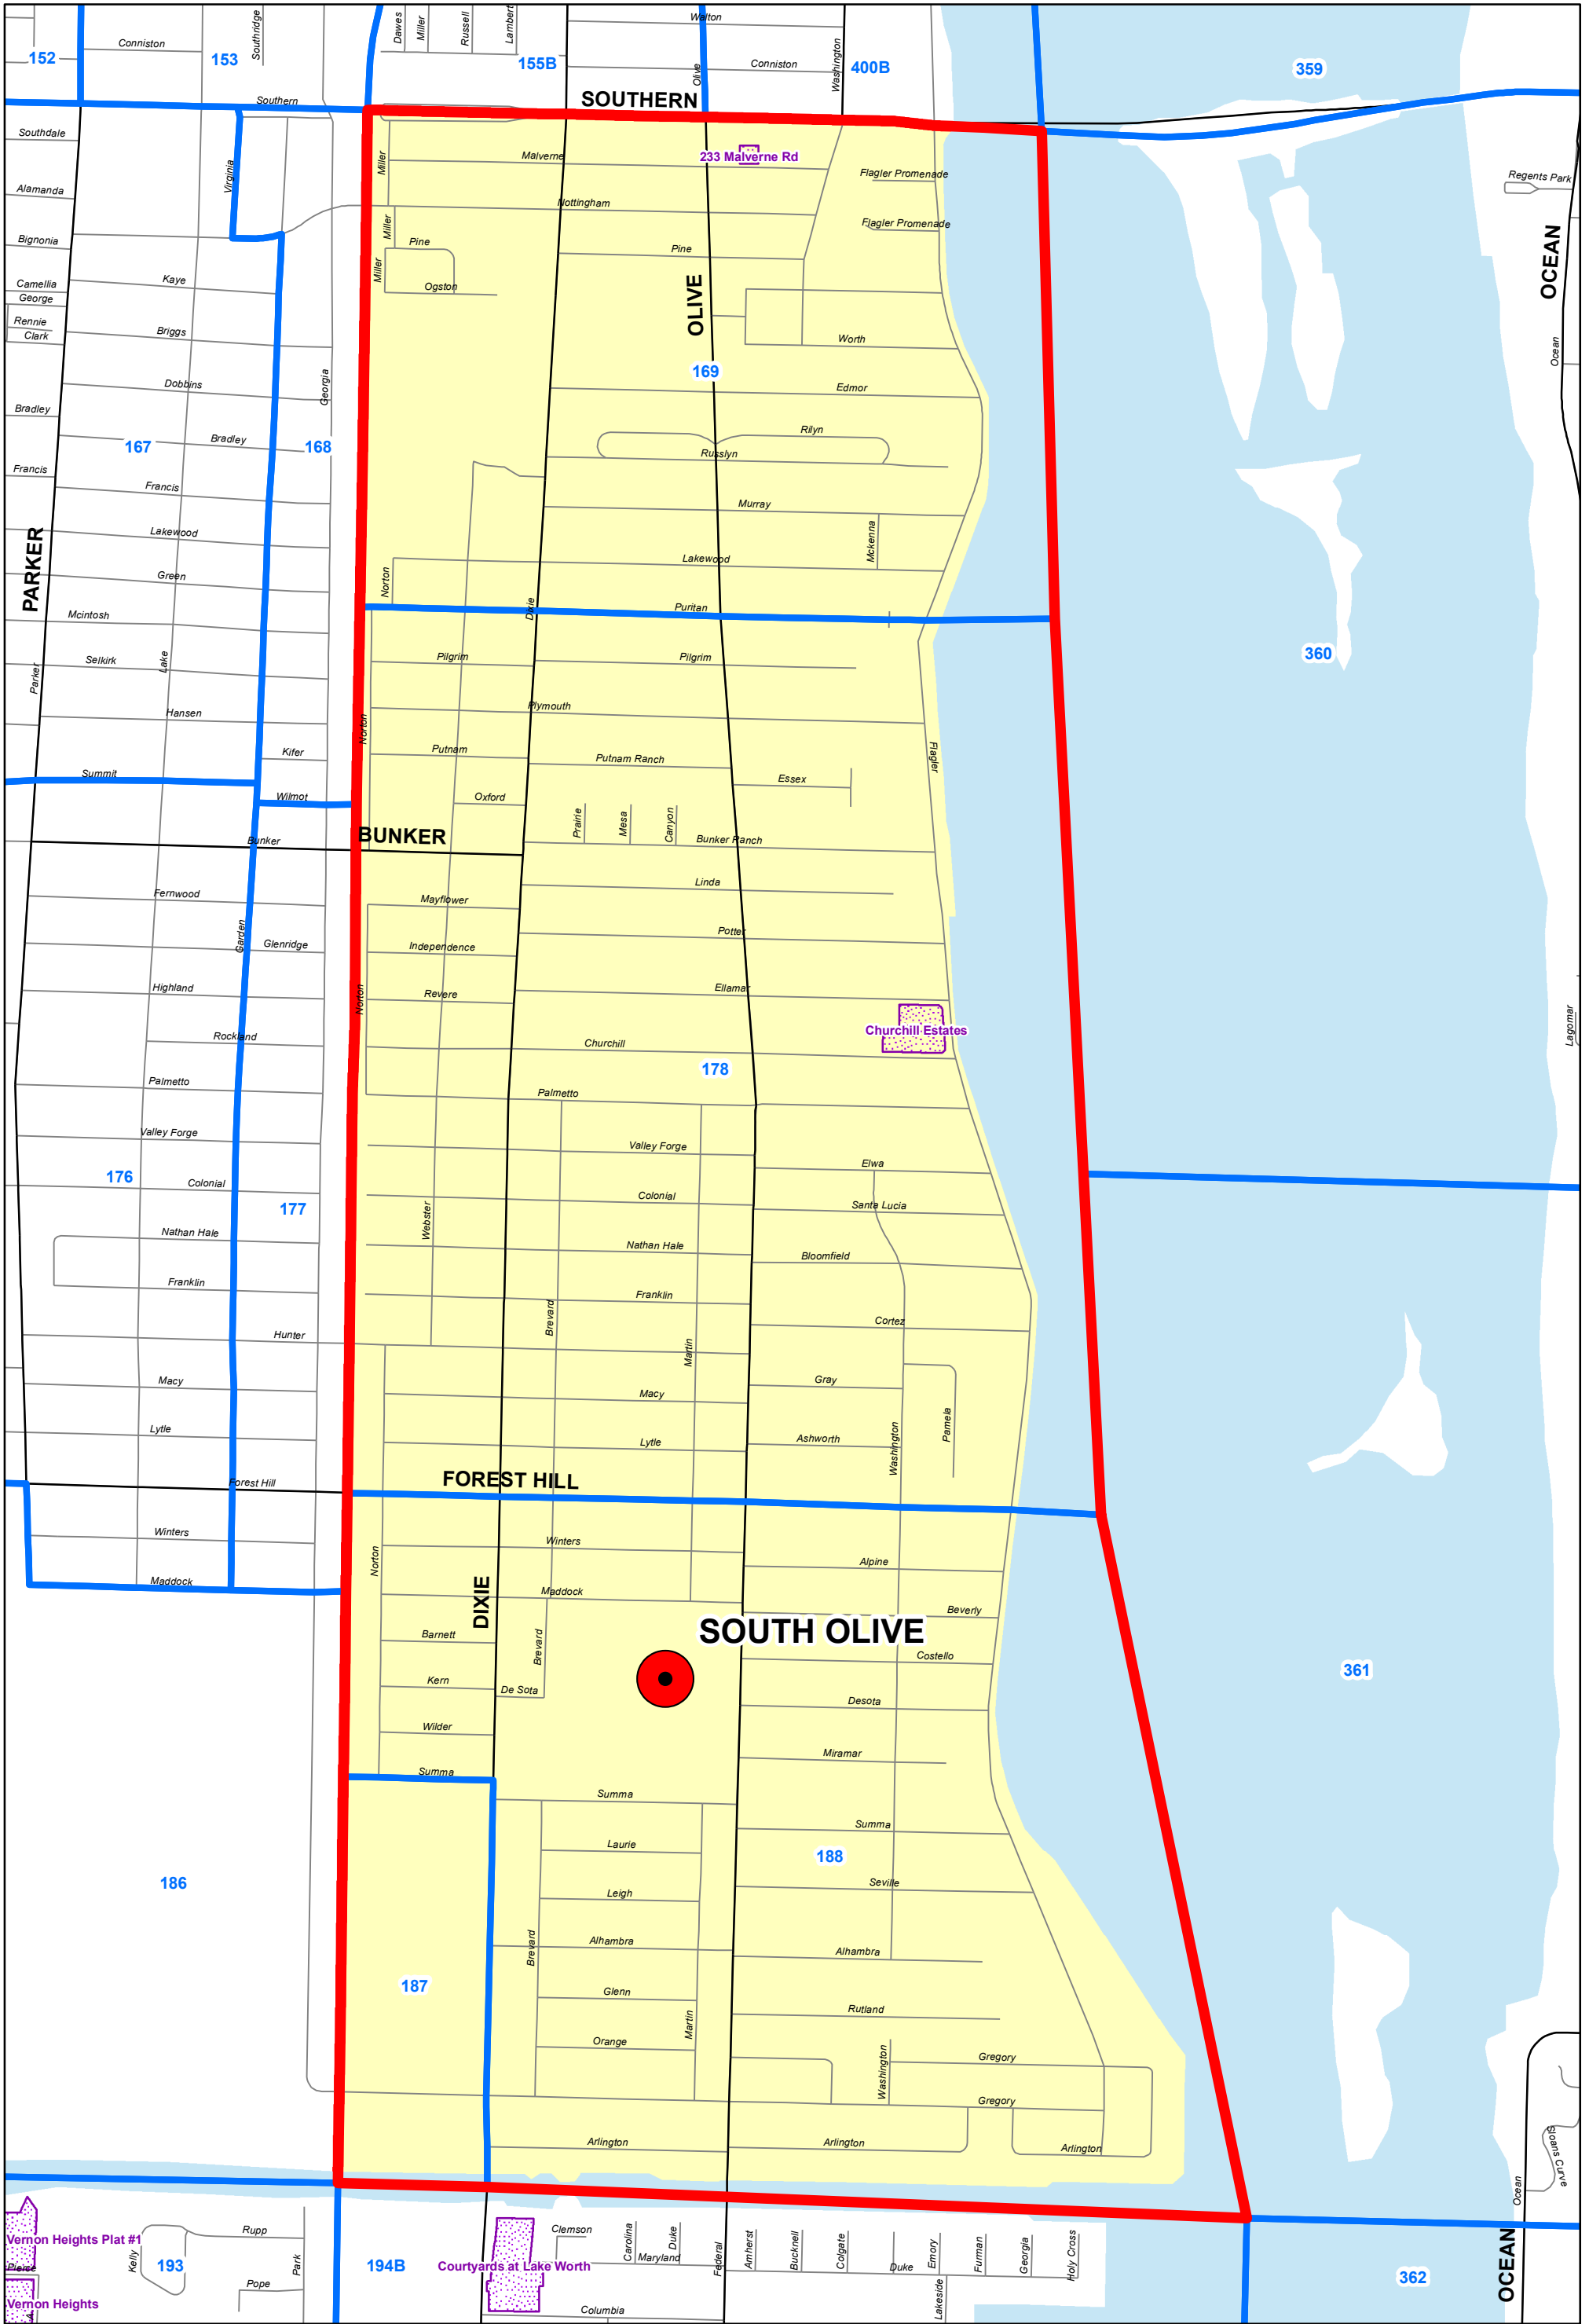 Dawes
Miller
Russell
Lambert
Walton
Southridge
Conniston
152
153
155B
Olive
Conniston
Washington
400B
359
Southern
SOUTHERN
Southdale
Virginia
Miller
Malverne
233 Malverne Rd
Flagler Promenade
Regents Park
Alamanda
Nottingham
Miller
Flagler Promenade
OCEAN
Bignonia
Pine
Pine
Miller
Kaye
Camellia
George
Ogston
OLIVE
Rennie
Clark
Briggs
Worth
Ocean
Georgia
169
Dobbins
Edmor
Bradley
167
Bradley
168
Rilyn
Russlyn
Francis
Francis
Murray
PARKER
Lakewood
Mckenna
Lakewood
Green
Norton
Dixie
Puritan
Mcintosh
Selkirk
Lake
Parker
Pilgrim
Pilgrim
360
Hansen
Norton
Plymouth
Kifer
Putnam
Putnam Ranch
Flagler
Summit
Essex
Wilmot
Oxford
Prairie
Mesa
Canyon
Bunker
BUNKER
Bunker Ranch
Fernwood
Linda
Mayflower
Garden
Glenridge
Independence
Potter
Highland
Norton
Revere
Ellamar
Rockland
Churchill
Churchill Estates
Lagomar
178
Palmetto
Palmetto
Valley Forge
Valley Forge
Elwa
176
Colonial
177
Colonial
Santa Lucia
Webster
Nathan Hale
Nathan Hale
Bloomfield
Franklin
Franklin
Brevard
Hunter
Cortez
Martin
Macy
Macy
Gray
Lytle
Lytle
Ashworth
Washington
Pamela
Forest Hill
FOREST HILL
Winters
Winters
Norton
Alpine
Maddock
Maddock
DIXIE
Beverly
SOUTH OLIVE
Barnett
Brevard
Costello
361
Kern
De Sota
Desota
Wilder
Miramar
Summa
Summa
Summa
Laurie
188
186
Leigh
Seville
Brevard
Alhambra
Alhambra
187
Glenn
Martin
Rutland
Orange
Washington
Gregory
Gregory
Arlington
Arlington
Arlington
Sloans Curve
Ocean
OCEAN
Vernon Heights Plat #1
Rupp
Kelly
193
Park
Pierce
Pope
Vernon Heights
194B
Courtyards at Lake Worth
Clemson
Carolina
Duke
Maryland
Federal
Amherst
Bucknell
Colgate
Duke
Emory
Furman
Georgia
Holy Cross
Lakeside
Columbia
362